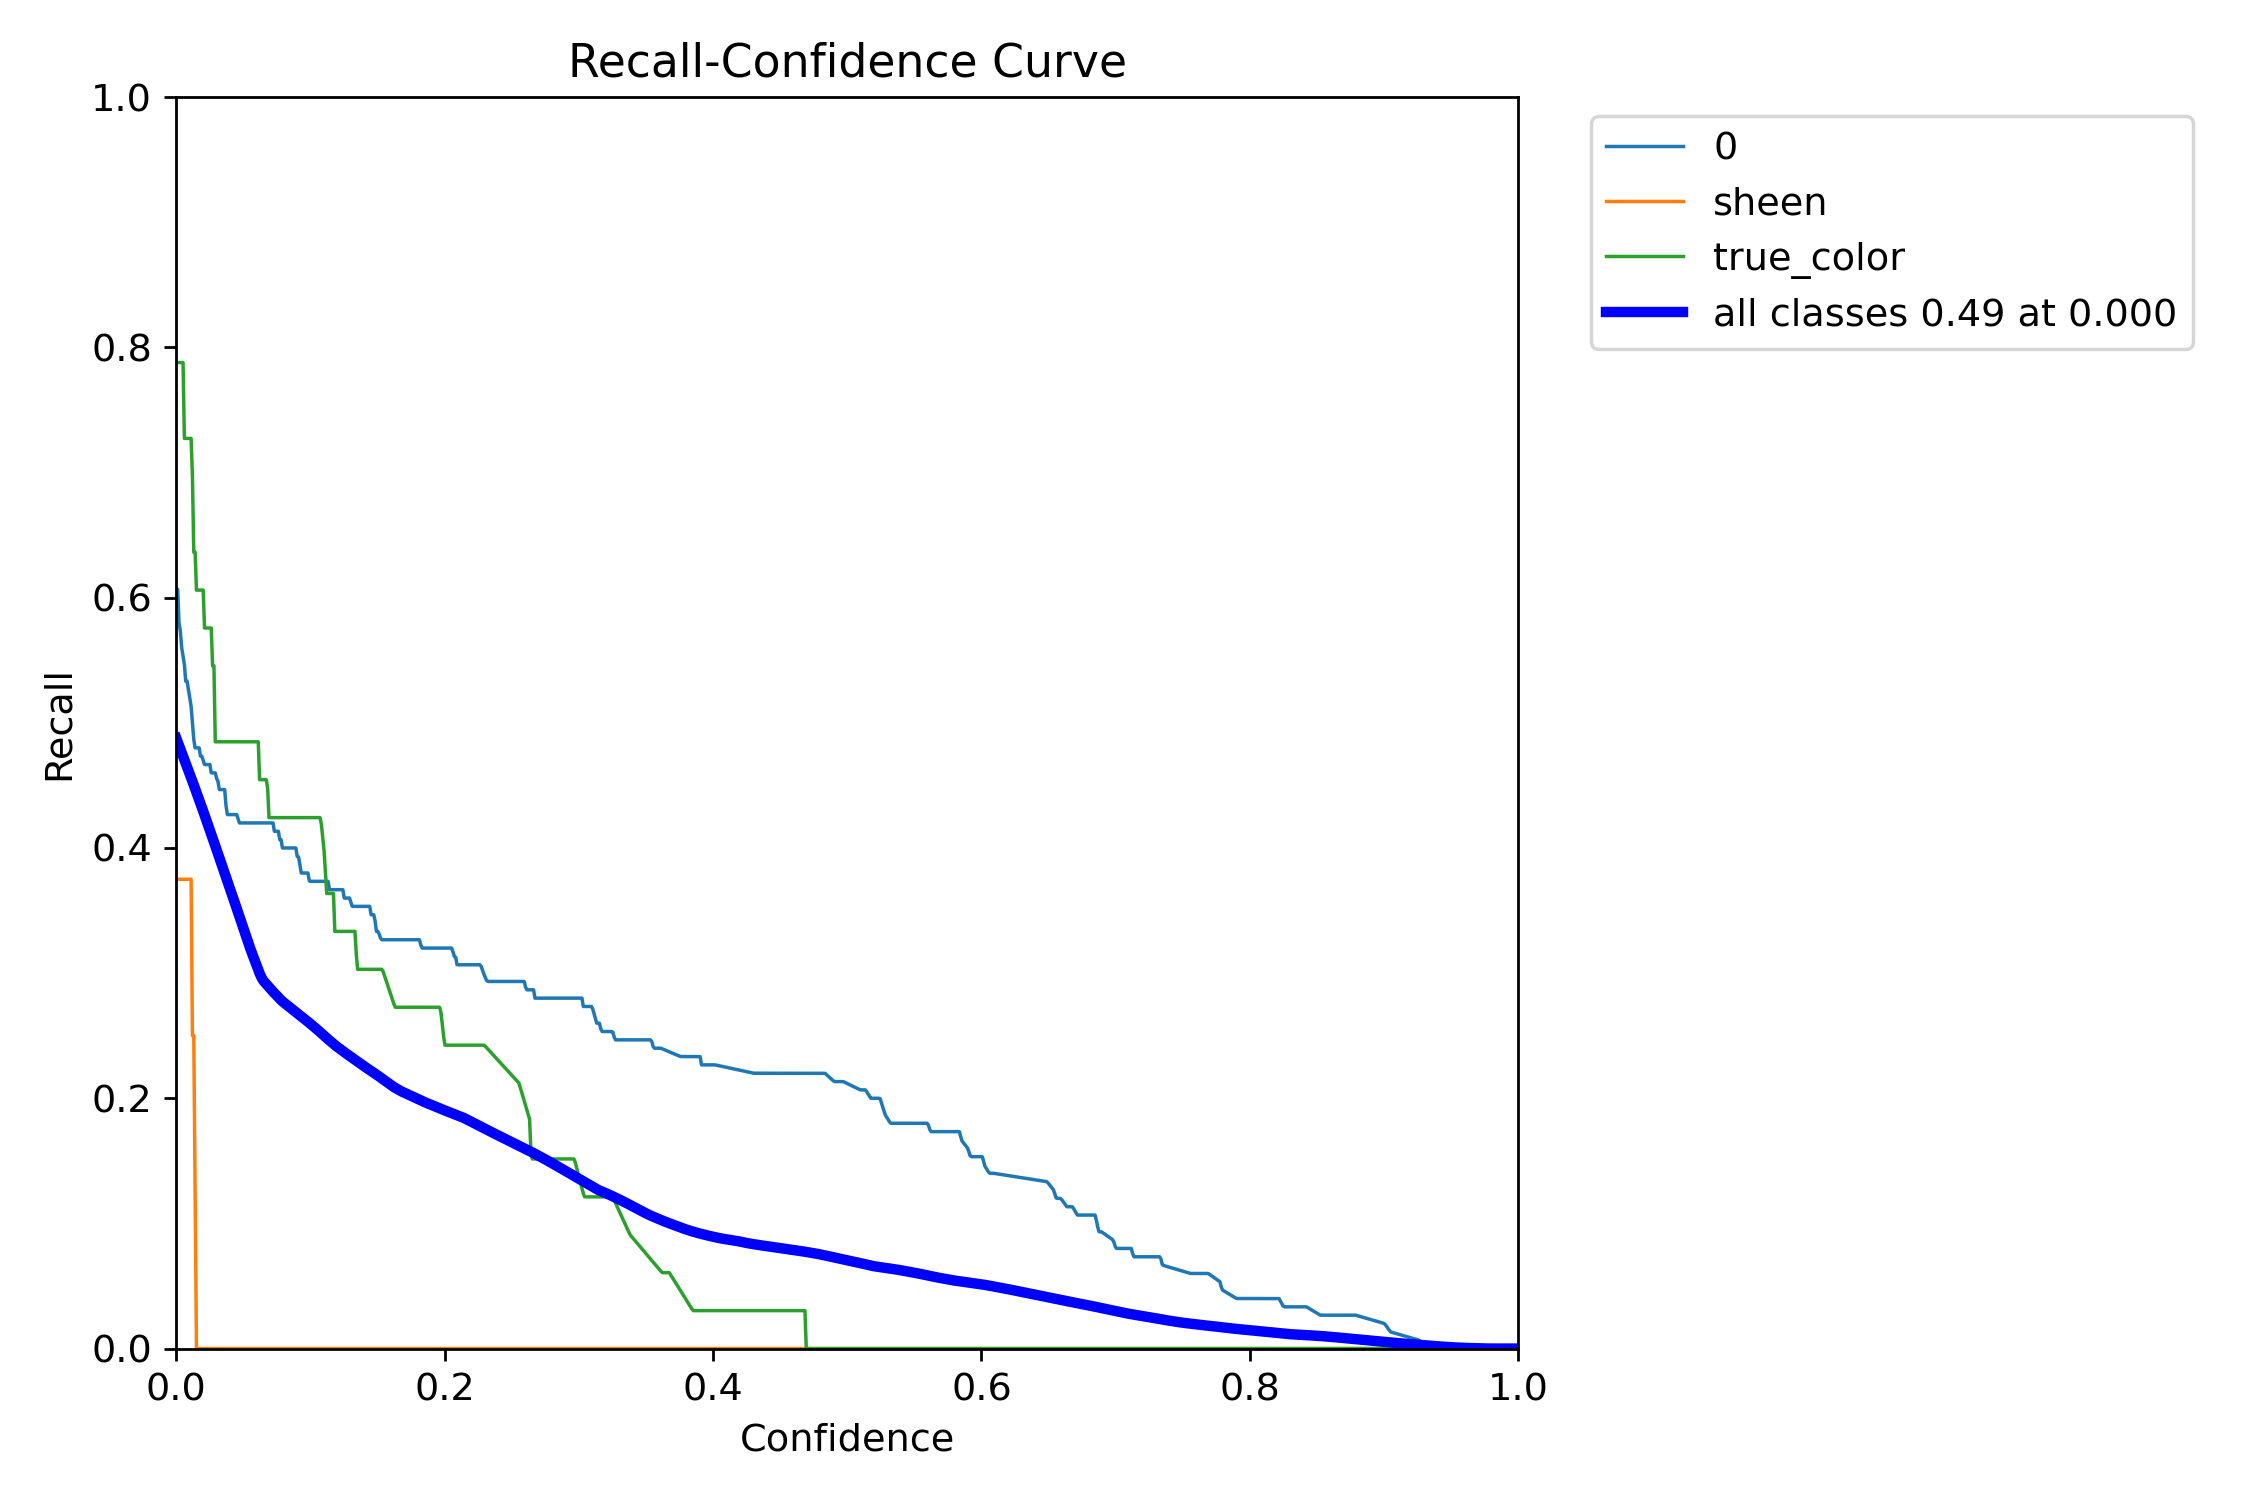 Recall-Confidence Curve
1.0
0.8
0.6
0.4
0.2
0.0
Recall
0.0 0.2 0.4 0.6 0.8 1.0
Confidence
0
sheen
true_color
all classes 0.49 at 0.000